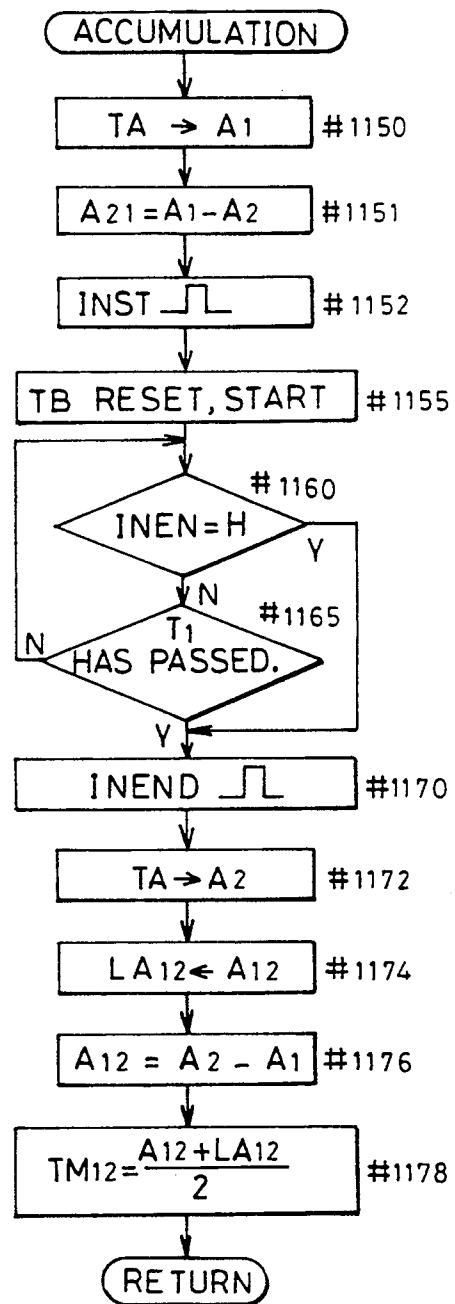 ACCUMULATION
TA → A1 #1150
A21 = A1 - A2 #1151
INST #1152
TB RESET, START #1155
#1160
INEN = H
Y
N
#1165
T1
N
HAS PASSED.
Y
INEND #1170
TA → A2 #1172
LA12 ← A12 #1174
A12 = A2 - A1 #1176
A12+LA12
TM12= #1178
2
RETURN